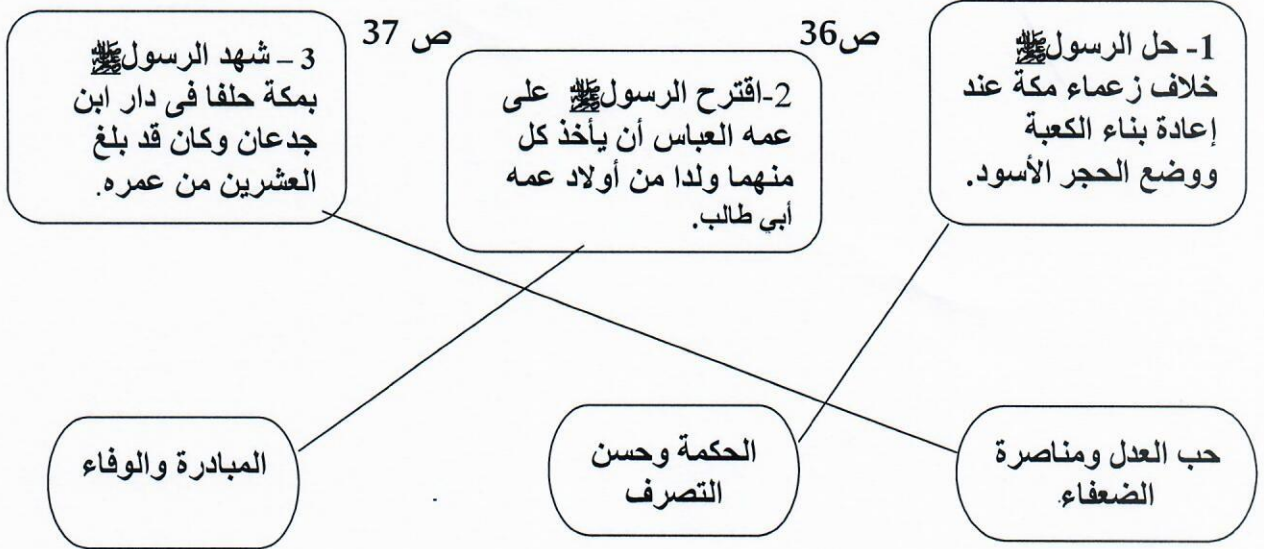 ص36
1- حل الرسول ﷺ
خلاف زعماء مكة عند
إعادة بناء الكعبة
ووضع الحجر الأسود.
2-اقترح الرسول ﷺ على
عمه العباس أن يأخذ كل
منهما ولدا من أولاد عمه
أبي طالب.
ص 37
3 – شهد الرسول ﷺ
بمكة حلفا فى دار ابن
جدعان وكان قد بلغ
العشرين من عمره.
حب العدل ومناصرة
الضعفاء.
الحكمة وحسن
التصرف
المبادرة والوفاء